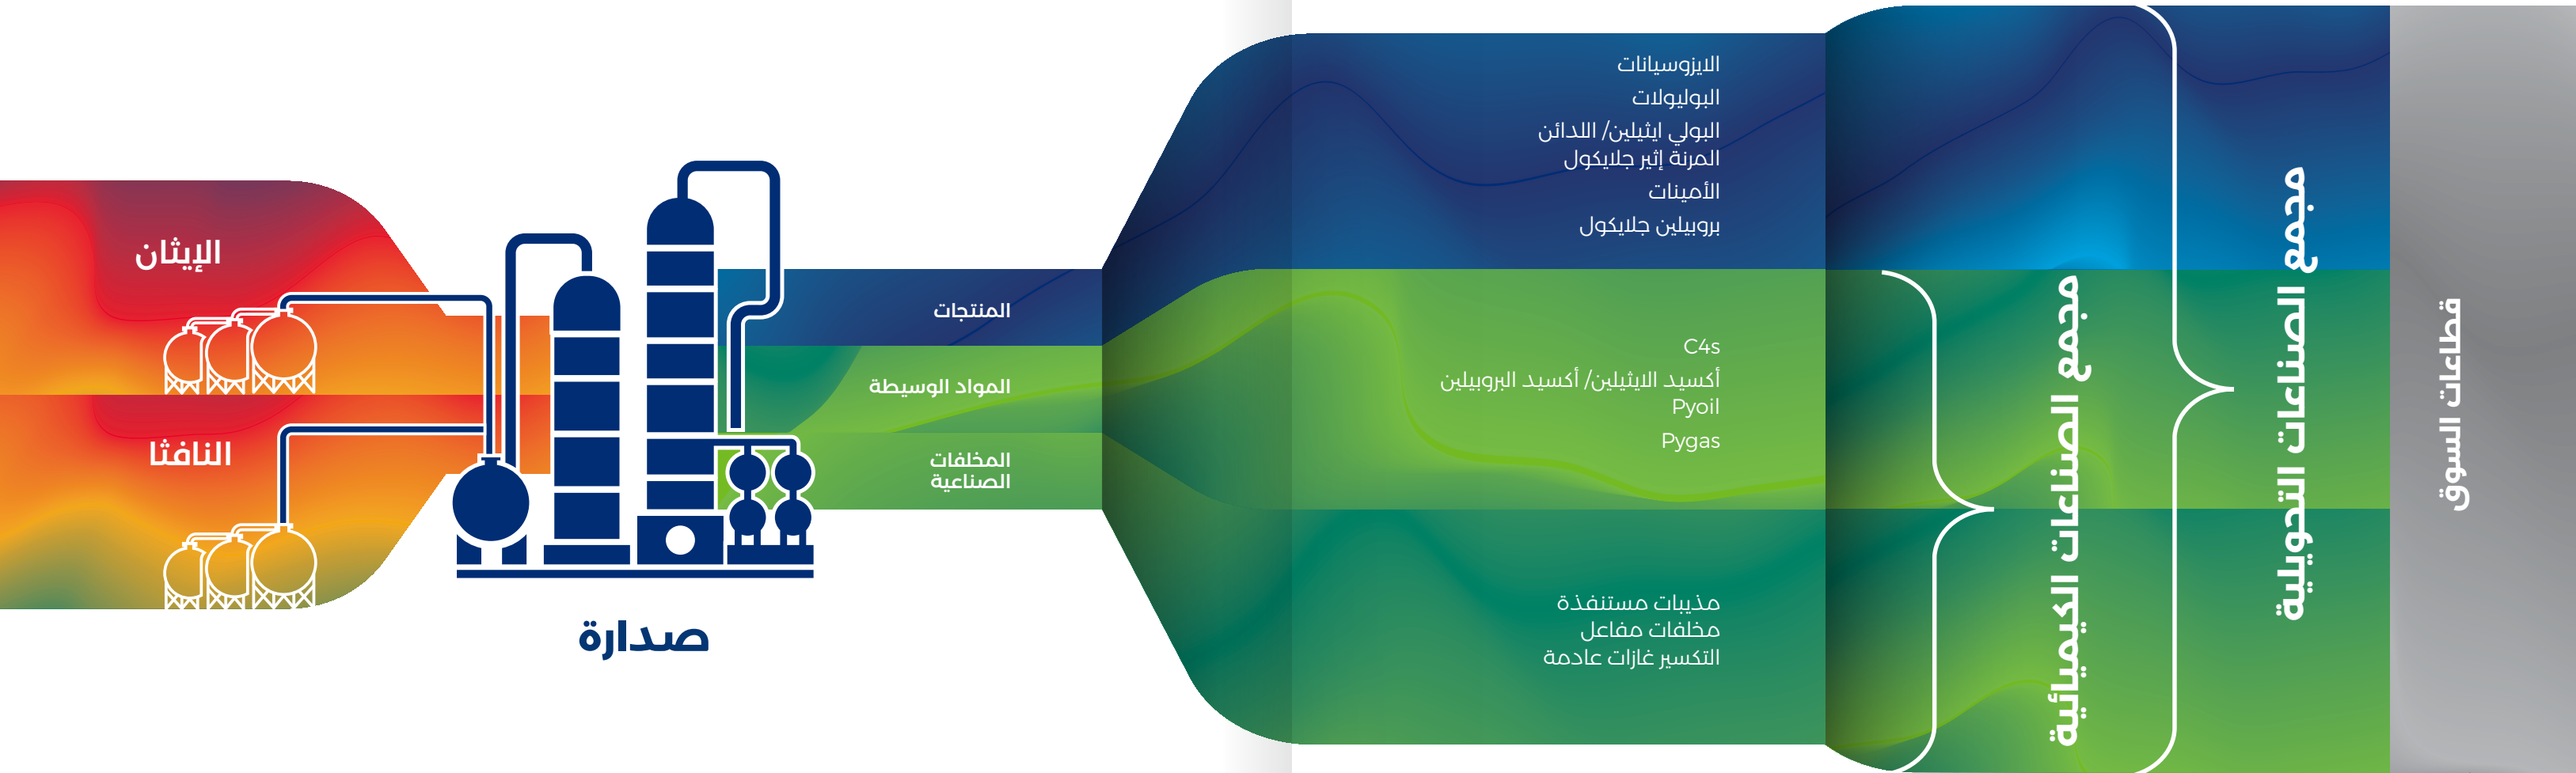 الإيثان
النافثا
صدارة
المنتجات
المواد الوسيطة
المخلفات
الصناعية
الايزوسيانات
البوليولات
البولي ايثيلين/ اللدائن
المرنة إثير جلايكول
الأمينات
بروبيلين جلايكول
C4s
أكسيد الايثيلين/ أكسيد البروبيلين
Pyoil
Pygas
مذيبات مستنفذة
مخلفات مفاعل
التكسير غازات عادمة
مجمع الصناعات الكيميائية
مجمع الصناعات التحويلية
قطاعات السوق